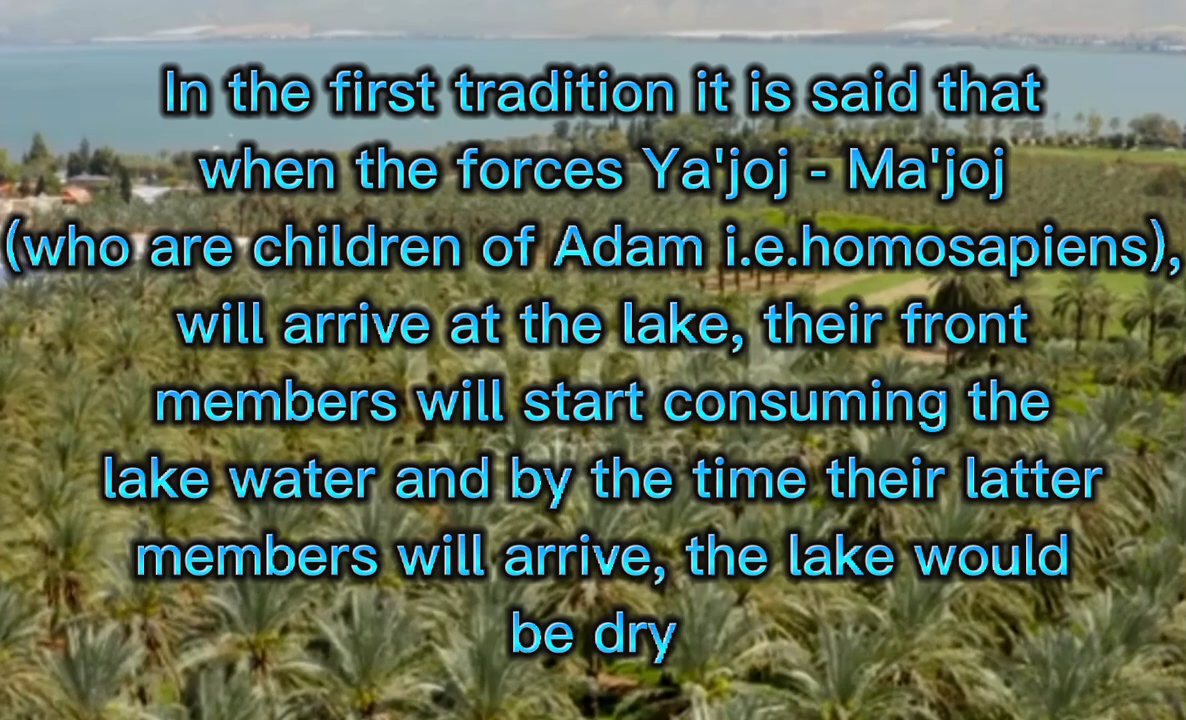 In the first tradition it is said that
when the forces Ya'joj - Ma'joj
(who are children of Adam i.e.homosapiens),
will arrive at the lake, their front
members will start consuming the
lake water and by the time their latter
members will arrive, the lake would
be dry